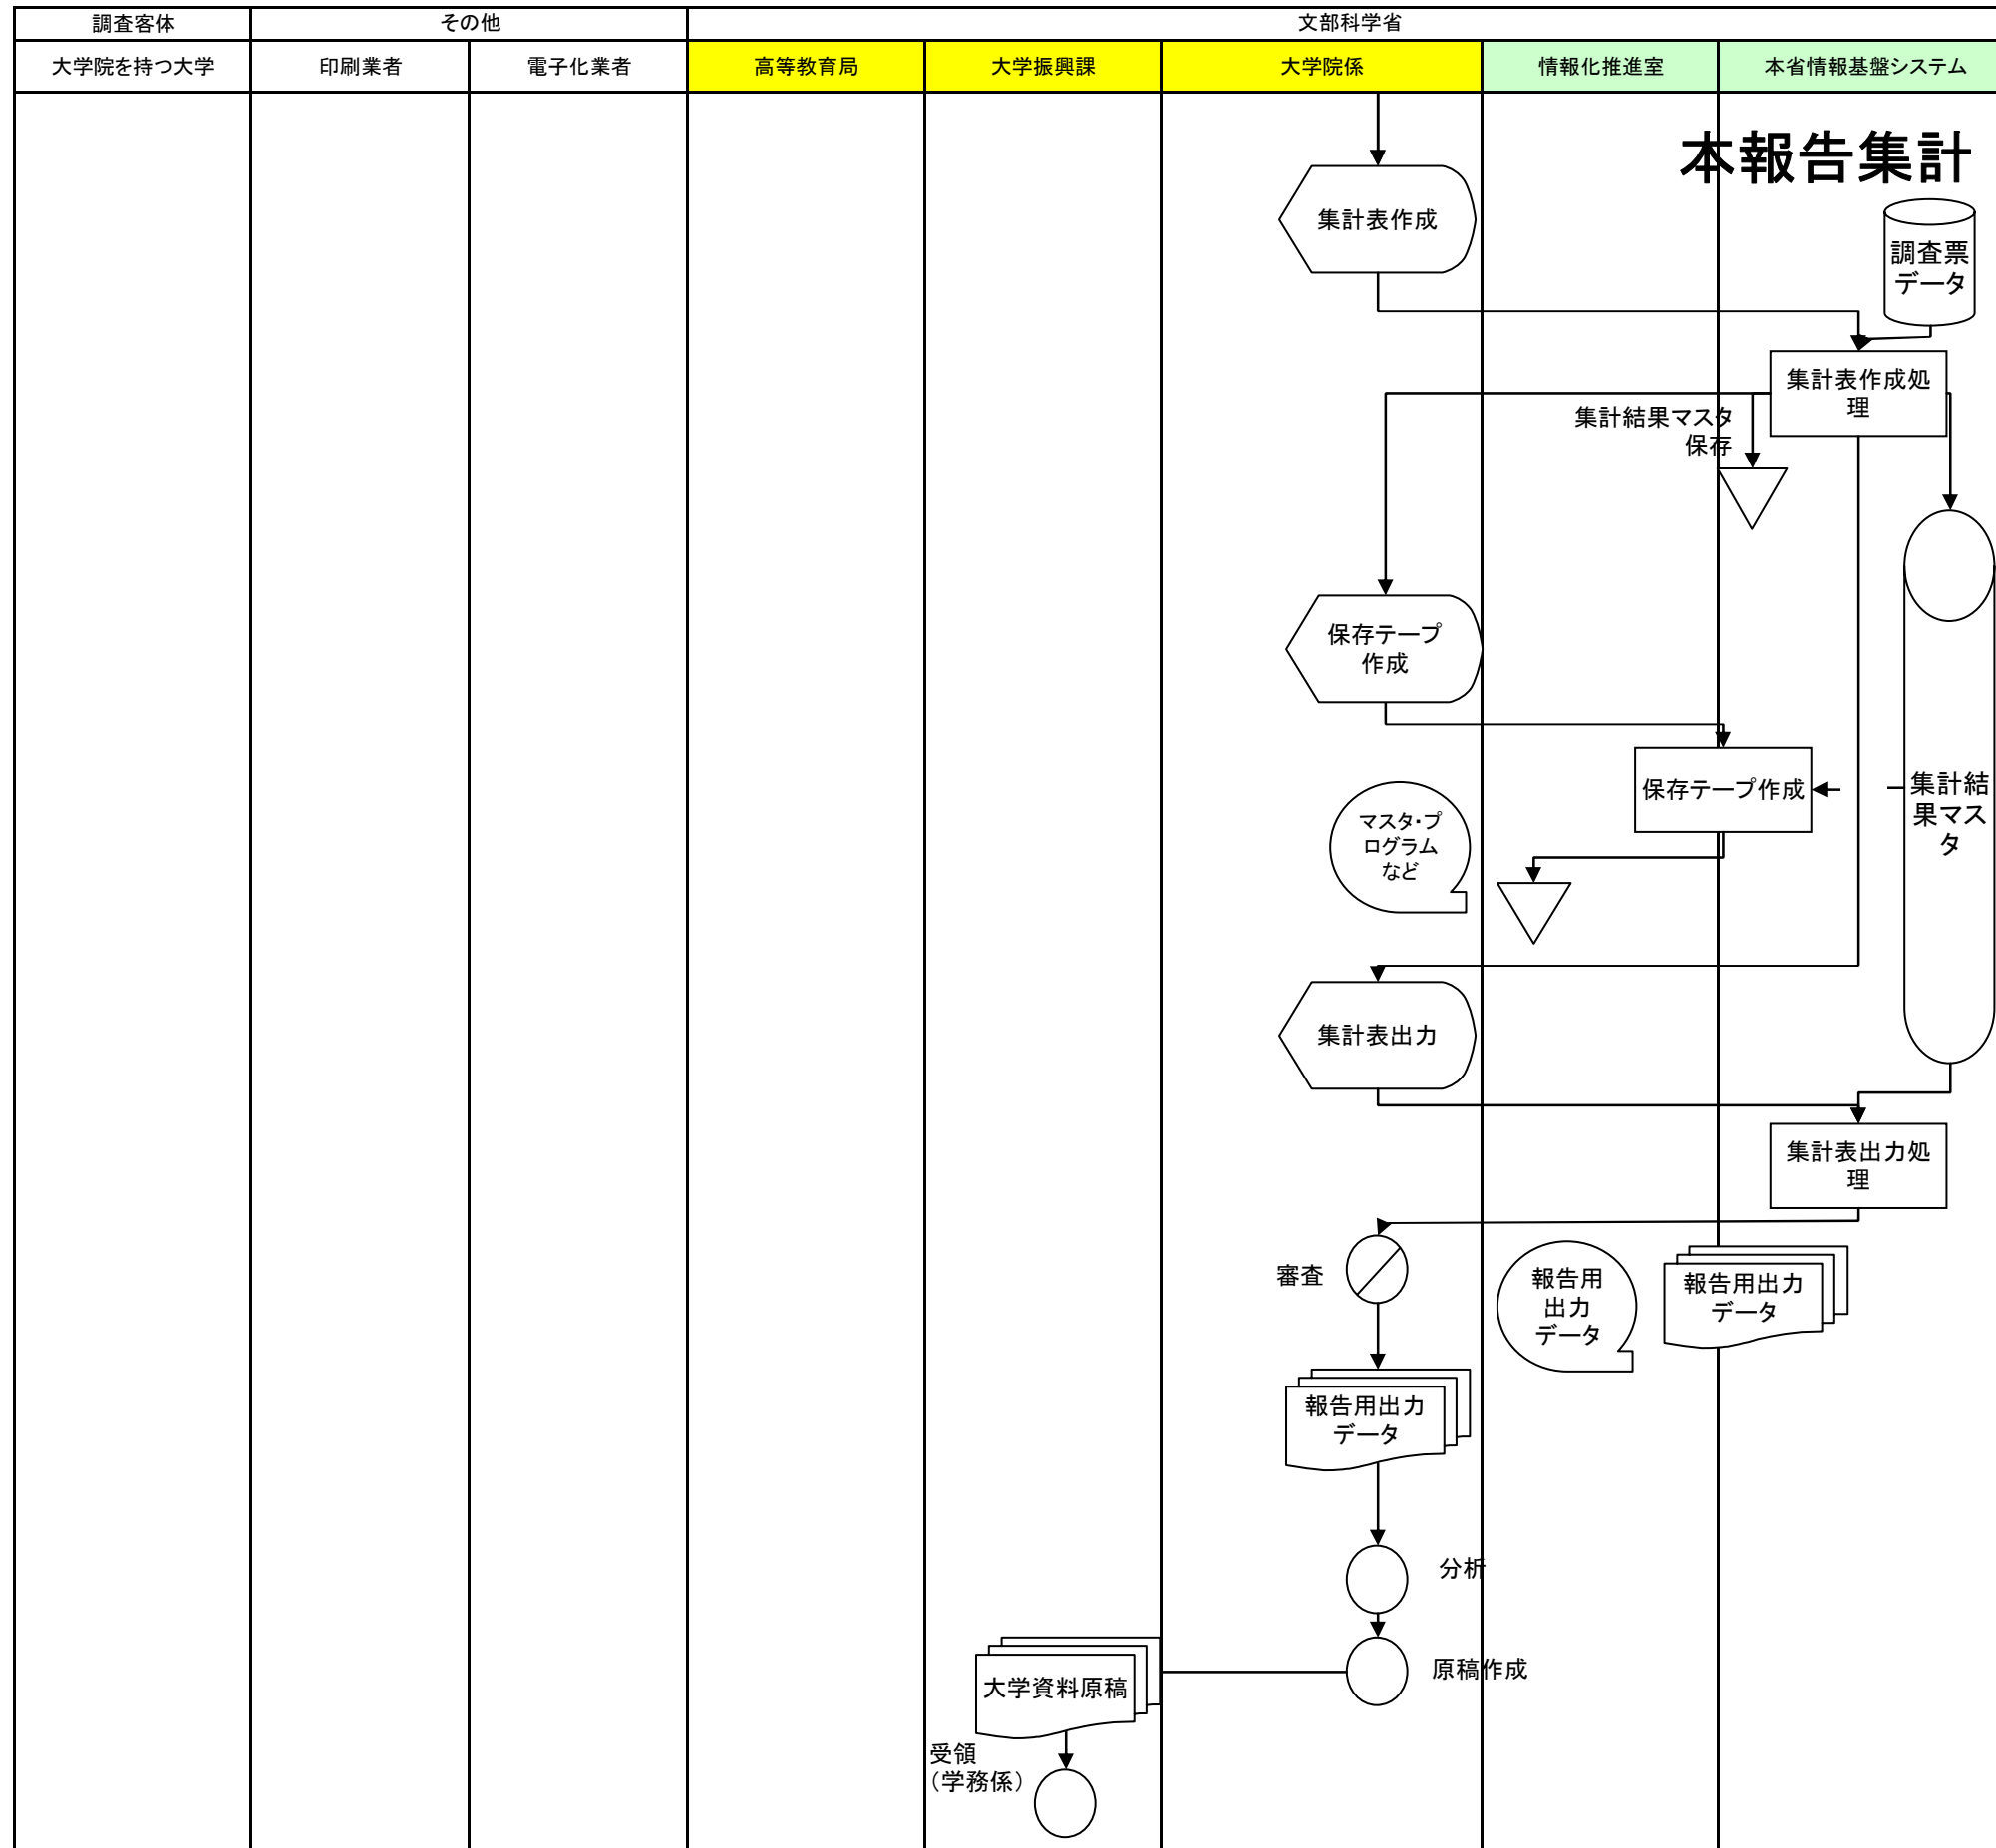 調査客体
その他
文部科学省
大学院を持つ大学
印刷業者
電子化業者
高等教育局
大学振興課
大学院係
情報化推進室
本省情報基盤システム
本報告集計
集計表作成
調査票
データ
集計表作成処
理
集計結果マスタ
保存
保存テープ
作成
保存テープ作成
集計結
果マス
タ
マスタ・プ
ログラム
など
集計表出力
集計表出力処
理
審査
報告用
出力
データ
報告用出力
データ
報告用出力
データ
分析
原稿作成
大学資料原稿
受領
（学務係）